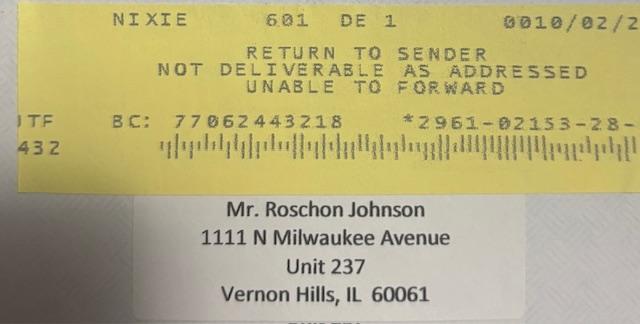 NIXIE 601 DE 1 0010/02/2
RETURN TO SENDER
NOT DELIVERABLE AS ADDRESSED
UNABLE TO FORWARD
UTF BC: 77062443218 *2961-02153-28-
432
Mr. Roschon Johnson
1111 N Milwaukee Avenue
Unit 237
Vernon Hills, IL 60061